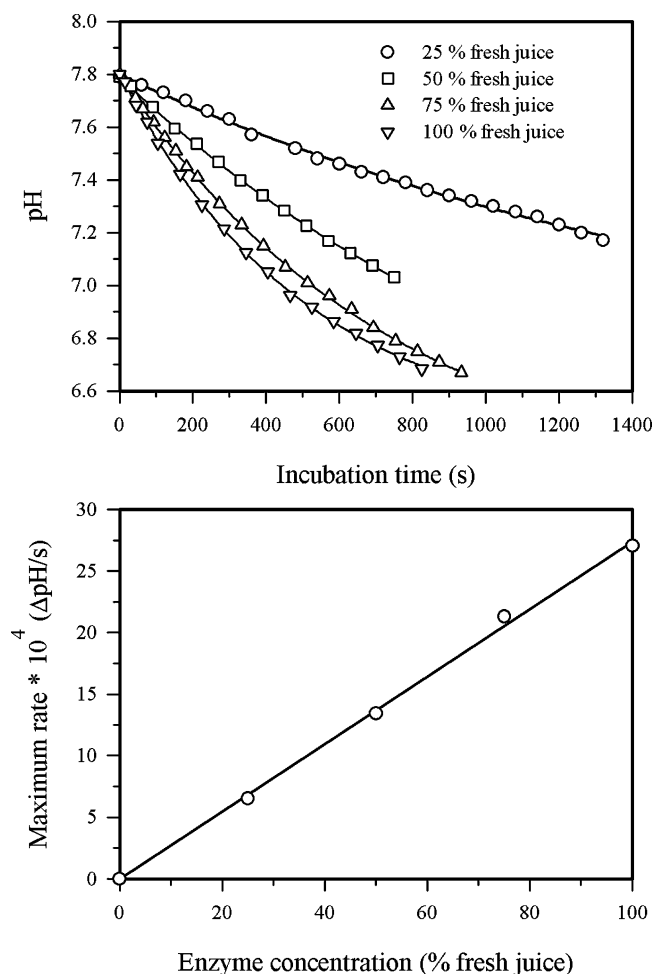 8.0
7.8
7.6
7.4
7.2
7.0
6.8
6.6
pH
25 % fresh juice
50 % fresh juice
75 % fresh juice
100 % fresh juice
0 200 400 600 800 1000 1200 1400
Incubation time (s)
30
25
20
15
10
5
0
Maximum rate * 10^4 (ΔpH/s)
0 20 40 60 80 100
Enzyme concentration (% fresh juice)